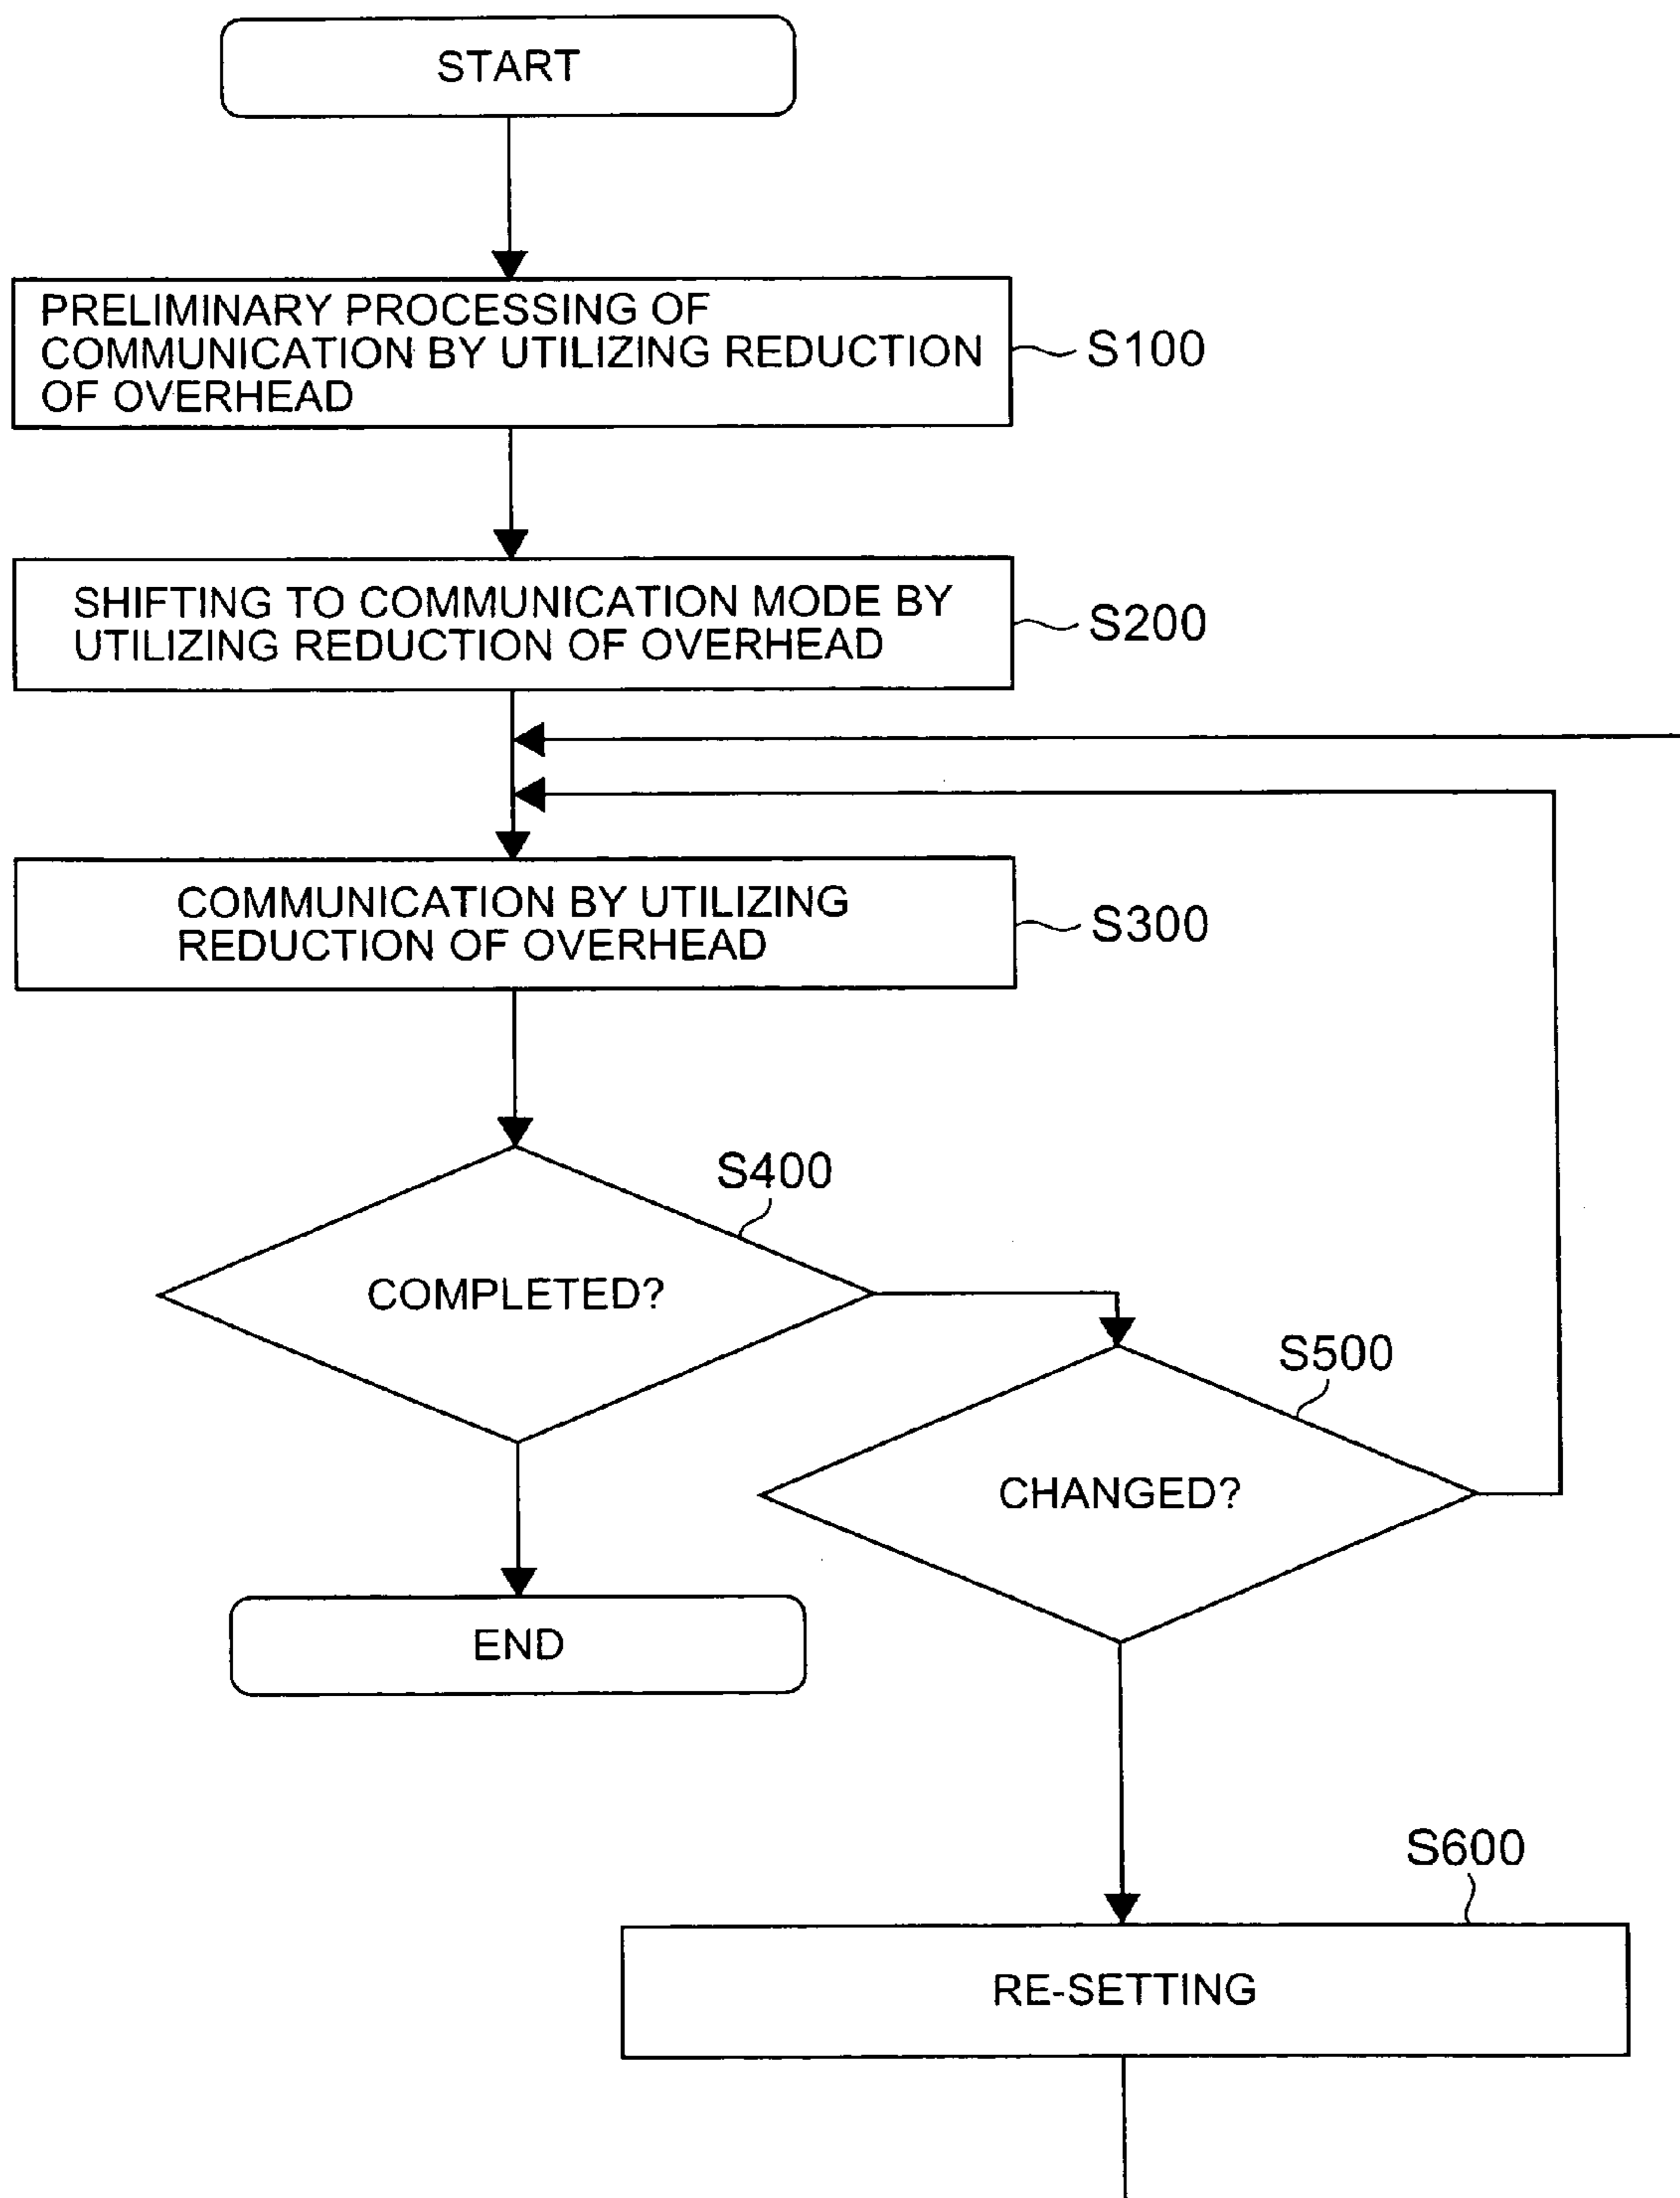 START
PRELIMINARY PROCESSING OF
COMMUNICATION BY UTILIZING REDUCTION
OF OVERHEAD
S100
SHIFTING TO COMMUNICATION MODE BY
UTILIZING REDUCTION OF OVERHEAD
S200
COMMUNICATION BY UTILIZING
REDUCTION OF OVERHEAD
S300
S400
COMPLETED?
S500
CHANGED?
END
S600
RE-SETTING